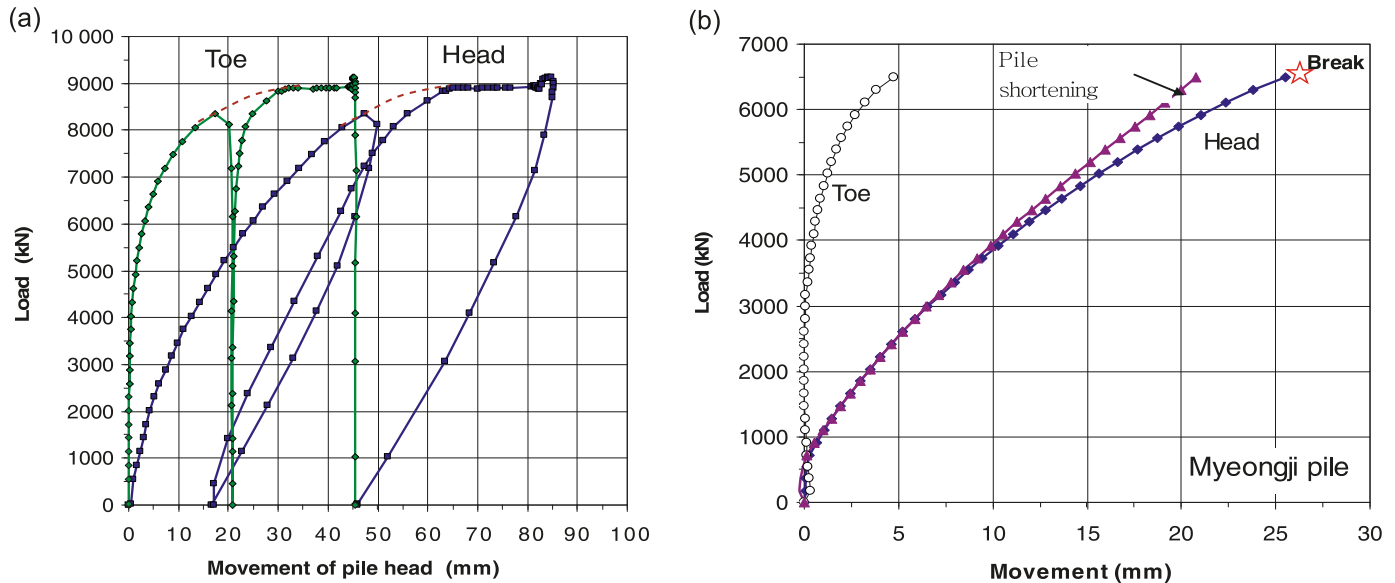 (a)
10 000
9000
8000
7000
6000
5000
4000
3000
2000
1000
0
Load (kN)
Toe
Head
0 10 20 30 40 50 60 70 80 90 100
Movement of pile head (mm)
(b)
7000
6000
5000
4000
3000
2000
1000
0
Load (kN)
Pile
shortening
Break
Head
Toe
Myeongji pile
0 5 10 15 20 25 30
Movement (mm)